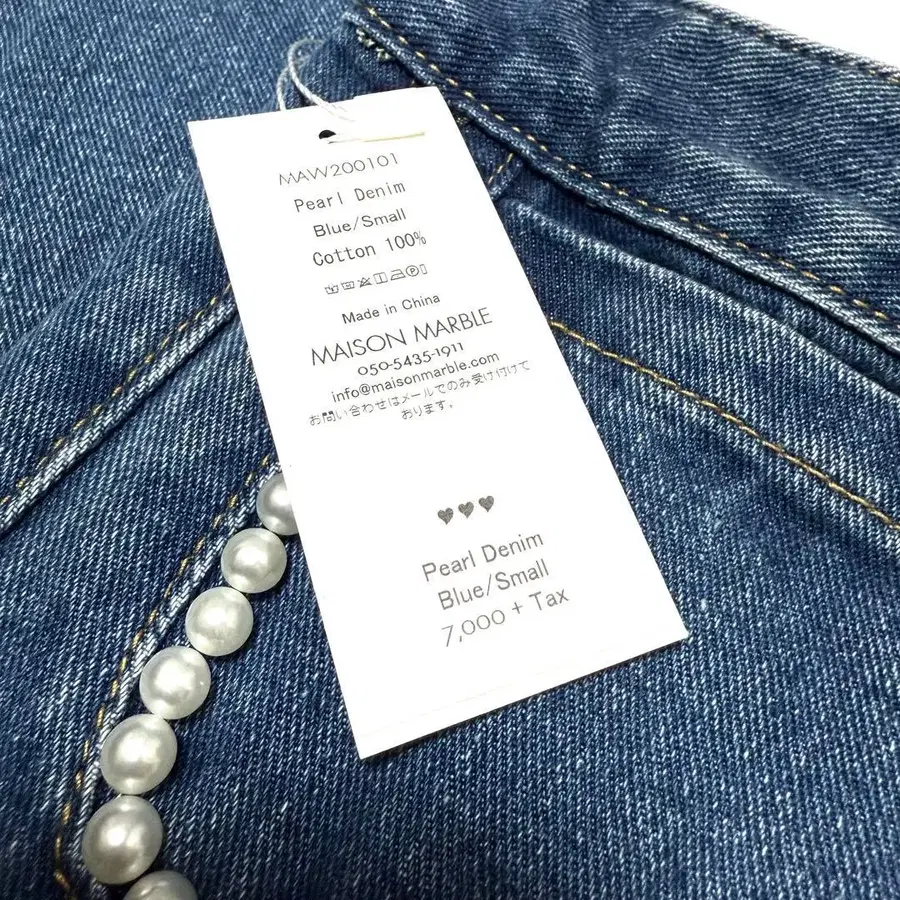 MAW200101
Pearl Denim
Blue/Small
Cotton 100%
Made in China
MAISON MARBLE
050-5435-1911
info@maisonmarble.com
お問い合わせはメールでのみ受け付けて
おります。
♥♥♥
Pearl Denim
Blue/Small
7,000 + Tax